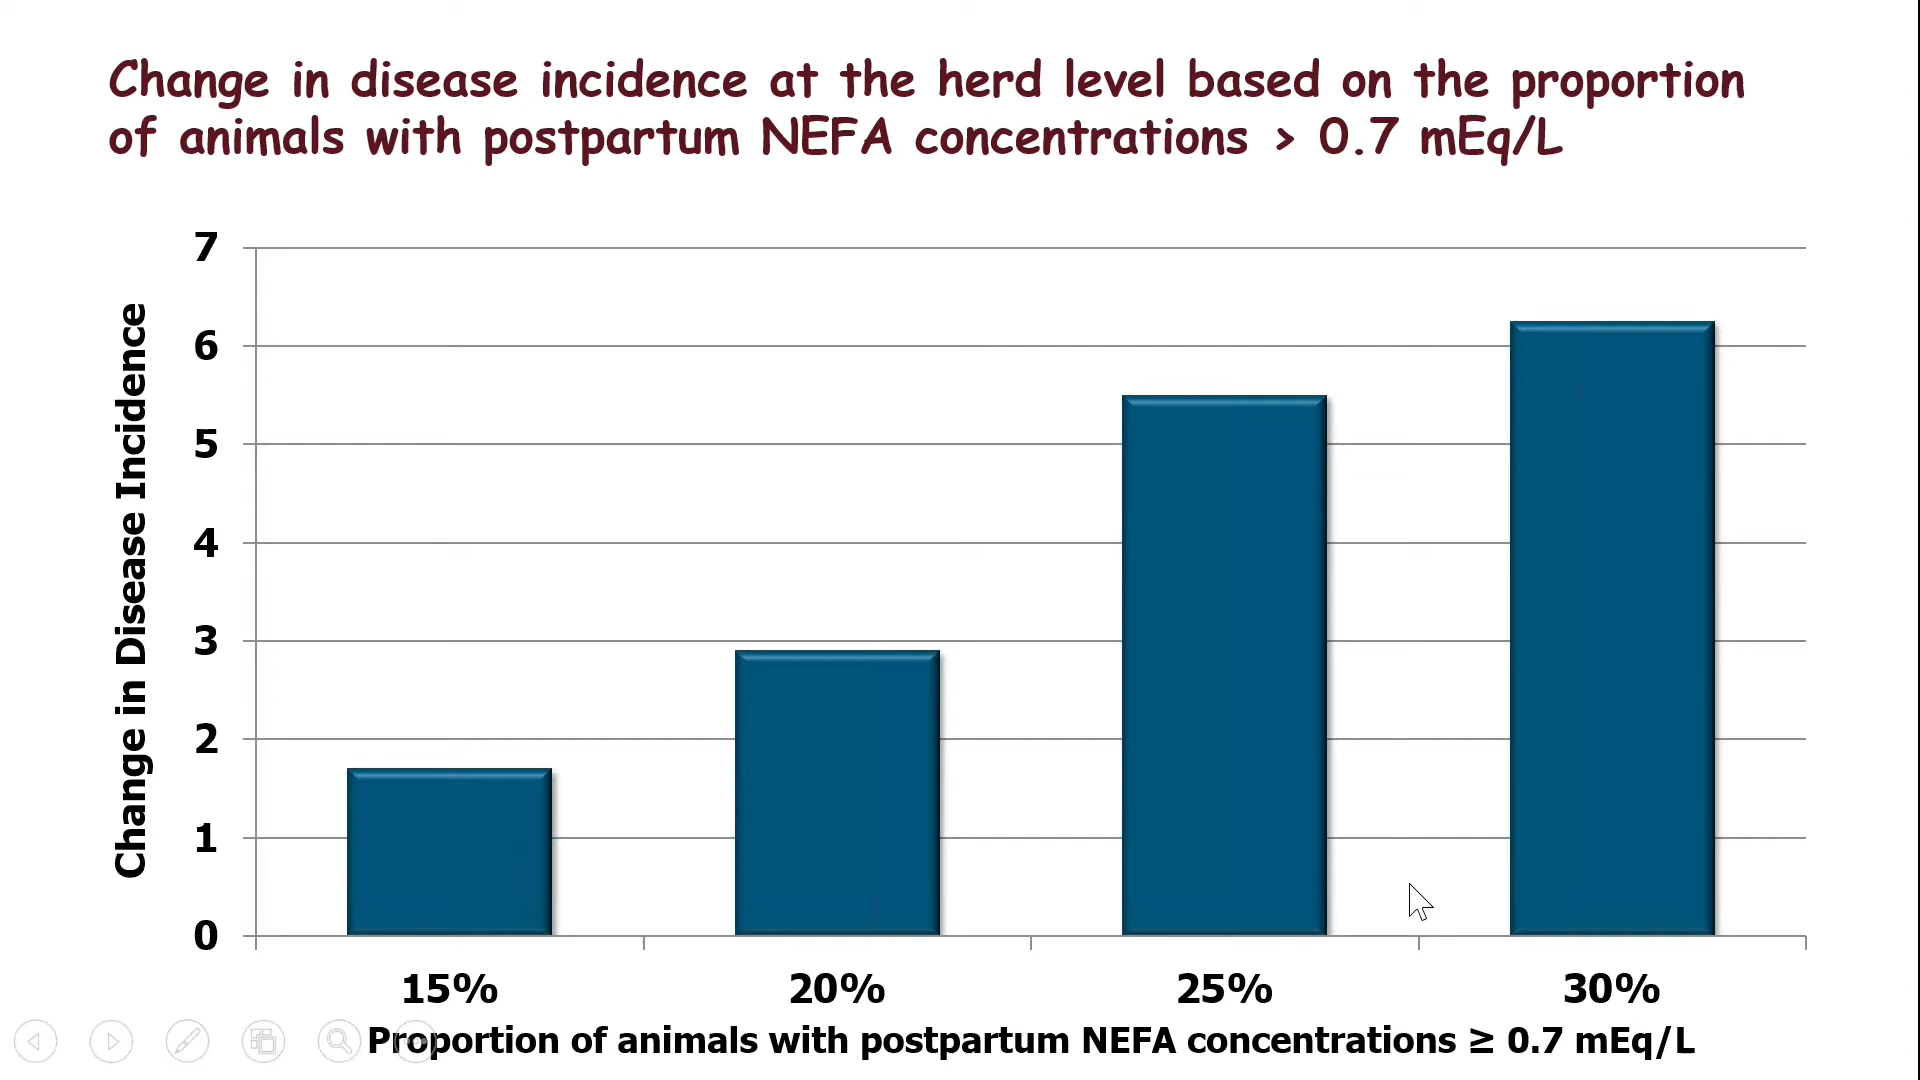 Change in disease incidence at the herd level based on the proportion
of animals with postpartum NEFA concentrations > 0.7 mEq/L
Change in Disease Incidence
7
6
5
4
3
2
1
0
15% 20% 25% 30%
Proportion of animals with postpartum NEFA concentrations ≥ 0.7 mEq/L